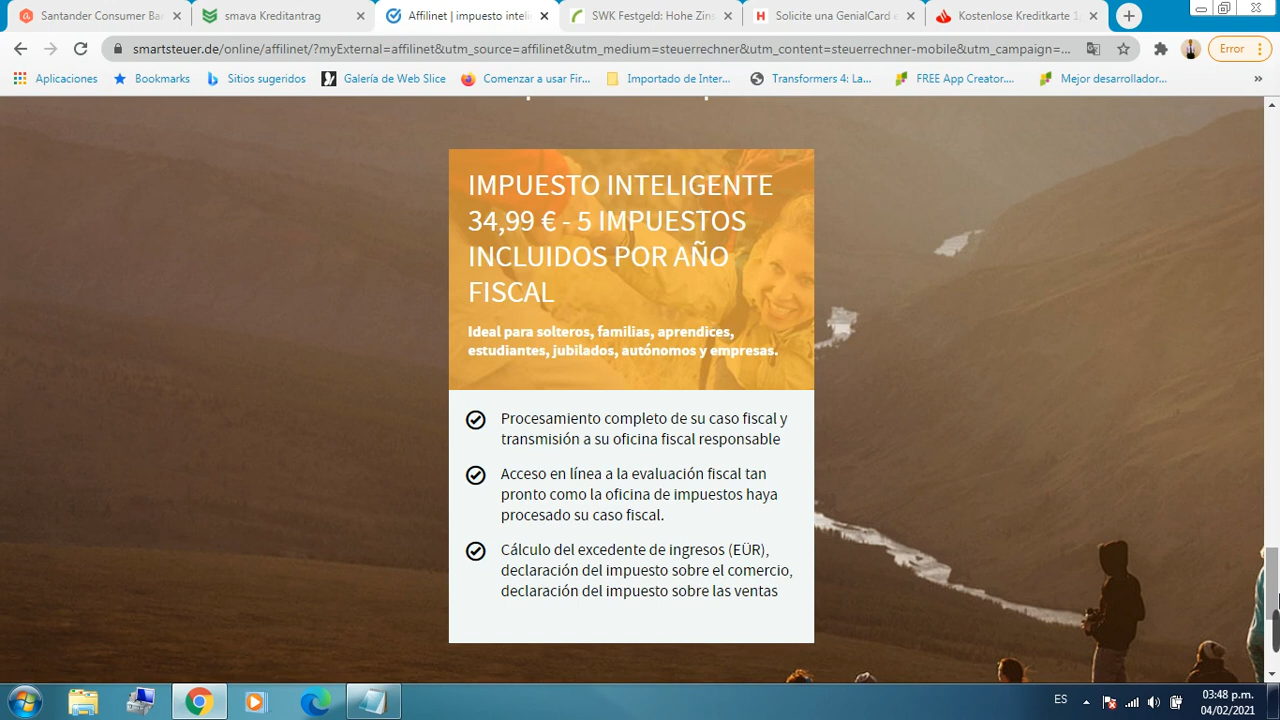 Santander Consumer Ba
smava Kreditantrag
Affilinet | impuesto intel
SWK Festgeld: Hohe Zins
Solicite una GenialCard e
Kostenlose Kreditkarte 1
smartsteuer.de/online/affilinet/?myExternal=affilinet&utm_source=affilinet&utm_medium=steuerrechner&utm_content=steuerrechner-mobile&utm_campaign=...
Error
Aplicaciones
Bookmarks
Sitios sugeridos
Galería de Web Slice
Comenzar a usar Fir...
Importado de Inter...
Transformers 4: La...
FREE App Creator....
Mejor desarrollador...
IMPUESTO INTELIGENTE
34,99 € - 5 IMPUESTOS
INCLUIDOS POR AÑO
FISCAL
Ideal para solteros, familias, aprendices,
estudiantes, jubilados, autónomos y empresas.
Procesamiento completo de su caso fiscal y
transmisión a su oficina fiscal responsable
Acceso en línea a la evaluación fiscal tan
pronto como la oficina de impuestos haya
procesado su caso fiscal.
Cálculo del excedente de ingresos (EÜR),
declaración del impuesto sobre el comercio,
declaración del impuesto sobre las ventas
ES
03:48 p.m.
04/02/2021